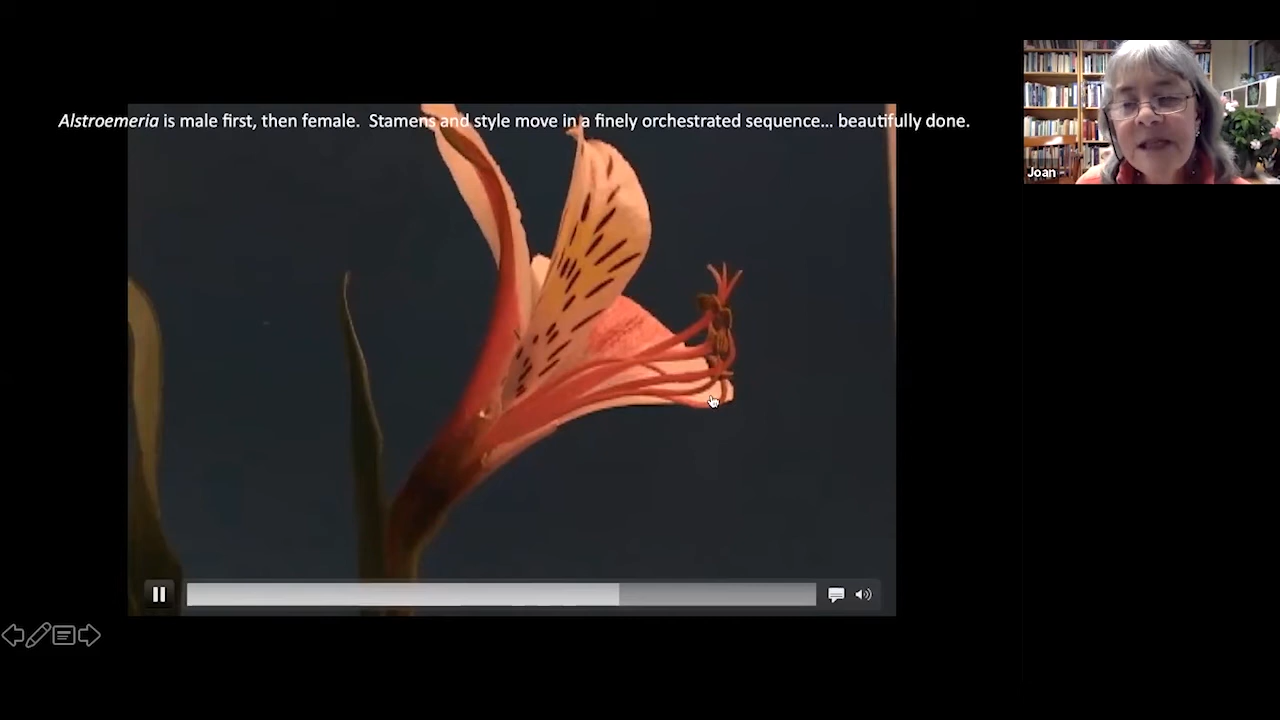 Alstroemeria is male first, then female.  Stamens and style move in a finely orchestrated sequence... beautifully done.
Joan